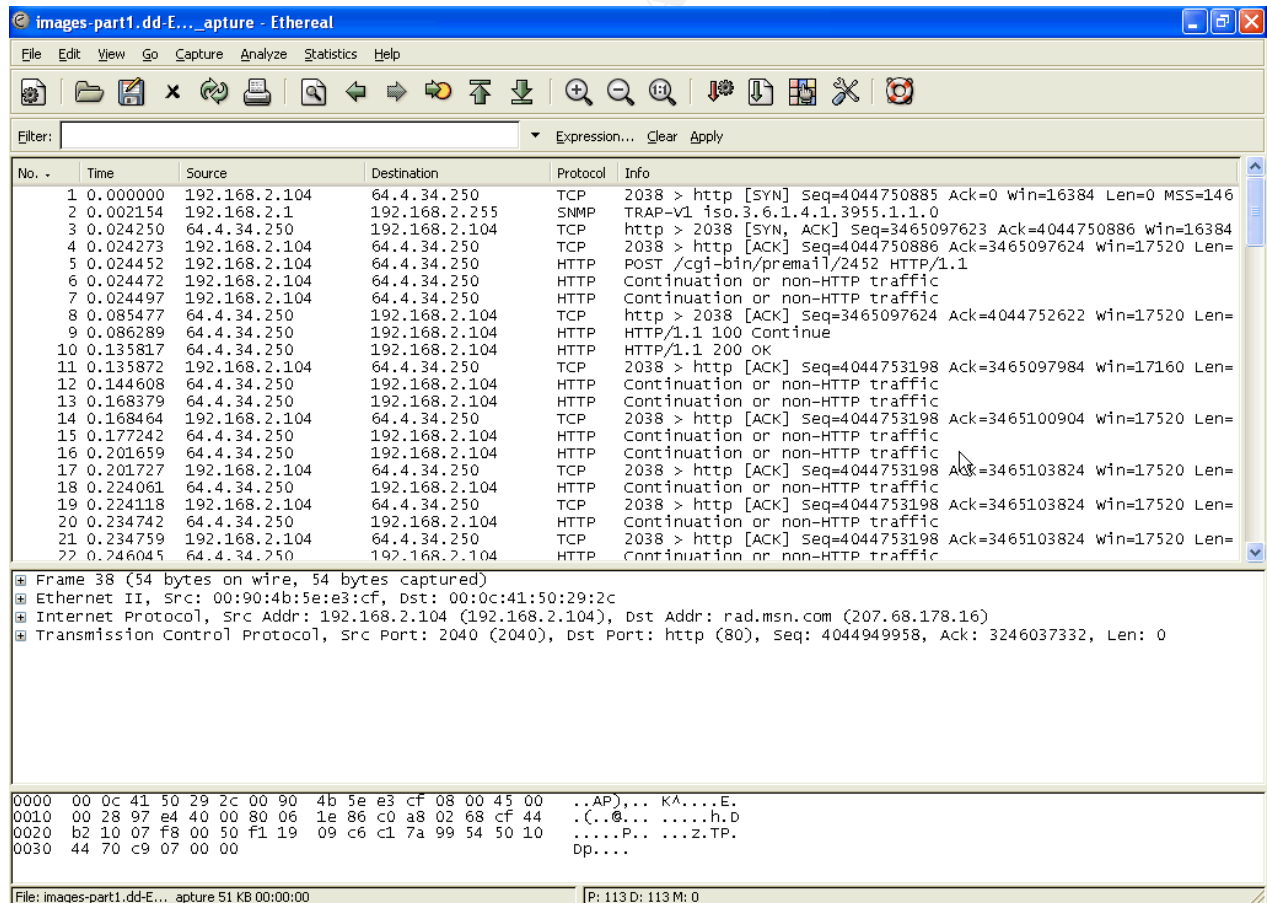 images-part1.dd-E..._apture - Ethereal
File Edit View Go Capture Analyze Statistics Help
Filter: Expression... Clear Apply
No. - Time Source Destination Protocol Info
1 0.000000 192.168.2.104 64.4.34.250 TCP 2038 > http [SYN] Seq=4044750885 Ack=0 Win=16384 Len=0 MSS=146
2 0.002154 192.168.2.1 192.168.2.255 SNMP TRAP-V1 iso.3.6.1.4.1.3955.1.1.0
3 0.024250 64.4.34.250 192.168.2.104 TCP http > 2038 [SYN, ACK] Seq=3465097623 Ack=4044750886 Win=16384
4 0.024273 192.168.2.104 64.4.34.250 TCP 2038 > http [ACK] Seq=4044750886 Ack=3465097624 Win=17520 Len=
5 0.024452 192.168.2.104 64.4.34.250 HTTP POST /cgi-bin/premail/2452 HTTP/1.1
6 0.024472 192.168.2.104 64.4.34.250 HTTP Continuation or non-HTTP traffic
7 0.024497 192.168.2.104 64.4.34.250 HTTP Continuation or non-HTTP traffic
8 0.085477 64.4.34.250 192.168.2.104 TCP http > 2038 [ACK] Seq=3465097624 Ack=4044752622 Win=17520 Len=
9 0.086289 64.4.34.250 192.168.2.104 HTTP HTTP/1.1 100 Continue
10 0.135817 64.4.34.250 192.168.2.104 HTTP HTTP/1.1 200 OK
11 0.135872 192.168.2.104 64.4.34.250 TCP 2038 > http [ACK] Seq=4044753198 Ack=3465097984 Win=17160 Len=
12 0.144608 64.4.34.250 192.168.2.104 HTTP Continuation or non-HTTP traffic
13 0.168379 64.4.34.250 192.168.2.104 HTTP Continuation or non-HTTP traffic
14 0.168464 192.168.2.104 64.4.34.250 TCP 2038 > http [ACK] Seq=4044753198 Ack=3465100904 Win=17520 Len=
15 0.177242 64.4.34.250 192.168.2.104 HTTP Continuation or non-HTTP traffic
16 0.201659 64.4.34.250 192.168.2.104 HTTP Continuation or non-HTTP traffic
17 0.201727 192.168.2.104 64.4.34.250 TCP 2038 > http [ACK] Seq=4044753198 Ack=3465103824 Win=17520 Len=
18 0.224061 64.4.34.250 192.168.2.104 HTTP Continuation or non-HTTP traffic
19 0.224118 192.168.2.104 64.4.34.250 TCP 2038 > http [ACK] Seq=4044753198 Ack=3465103824 Win=17520 Len=
20 0.234742 64.4.34.250 192.168.2.104 HTTP Continuation or non-HTTP traffic
21 0.234759 192.168.2.104 64.4.34.250 TCP 2038 > http [ACK] Seq=4044753198 Ack=3465103824 Win=17520 Len=
22 0.246045 64.4.34.250 192.168.2.104 HTTP Continuation or non-HTTP traffic
Frame 38 (54 bytes on wire, 54 bytes captured)
Ethernet II, Src: 00:90:4b:5e:e3:cf, Dst: 00:0c:41:50:29:2c
Internet Protocol, Src Addr: 192.168.2.104 (192.168.2.104), Dst Addr: rad.msn.com (207.68.178.16)
Transmission Control Protocol, Src Port: 2040 (2040), Dst Port: http (80), Seq: 4044949958, Ack: 3246037332, Len: 0
0000 00 0c 41 50 29 2c 00 90 4b 5e e3 cf 08 00 45 00 ..AP),.. K^....E.
0010 00 28 97 e4 40 00 80 06 1e 86 c0 a8 02 68 cf 44 .(..@... .....h.D
0020 b2 10 07 f8 00 50 f1 19 09 c6 c1 7a 99 54 50 10 .....P.. ...z.TP.
0030 44 70 c9 07 00 00 Dp....
File: images-part1.dd-E..._apture 51 KB 00:00:00 P: 113 D: 113 M: 0